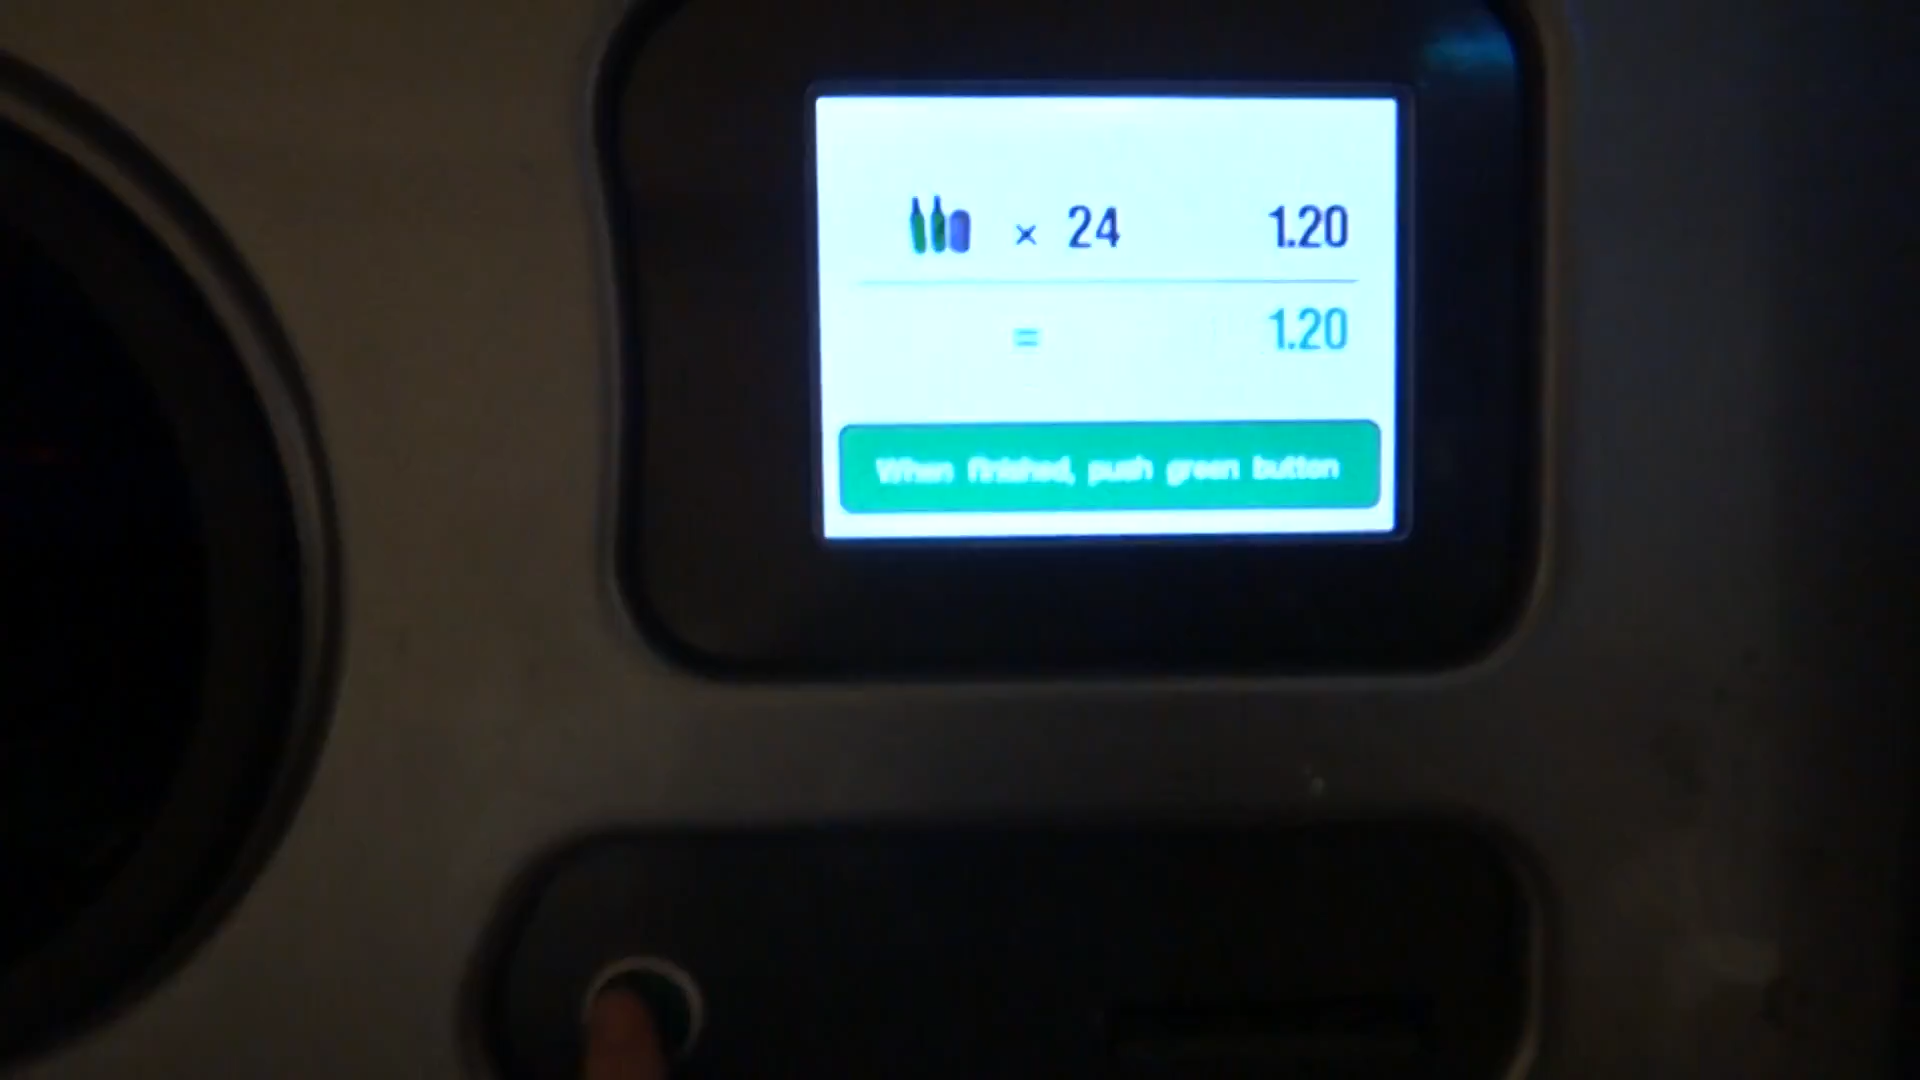 × 24 1.20
= 1.20
When finished, push green button